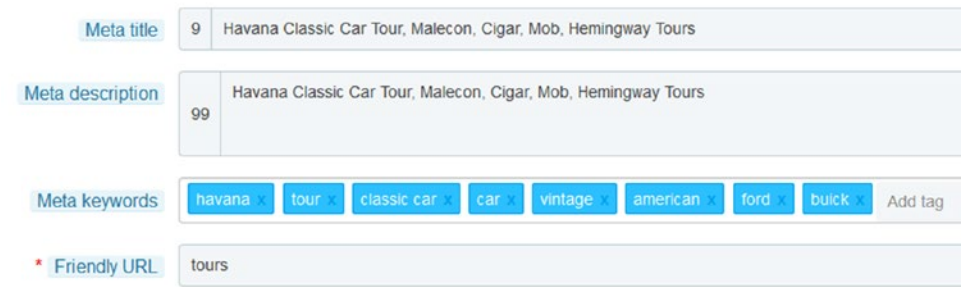 Meta title 9 Havana Classic Car Tour, Malecon, Cigar, Mob, Hemingway Tours
Meta description 99 Havana Classic Car Tour, Malecon, Cigar, Mob, Hemingway Tours
Meta keywords havana x tour x classic car x car x vintage x american x ford x buick x Add tag
* Friendly URL tours